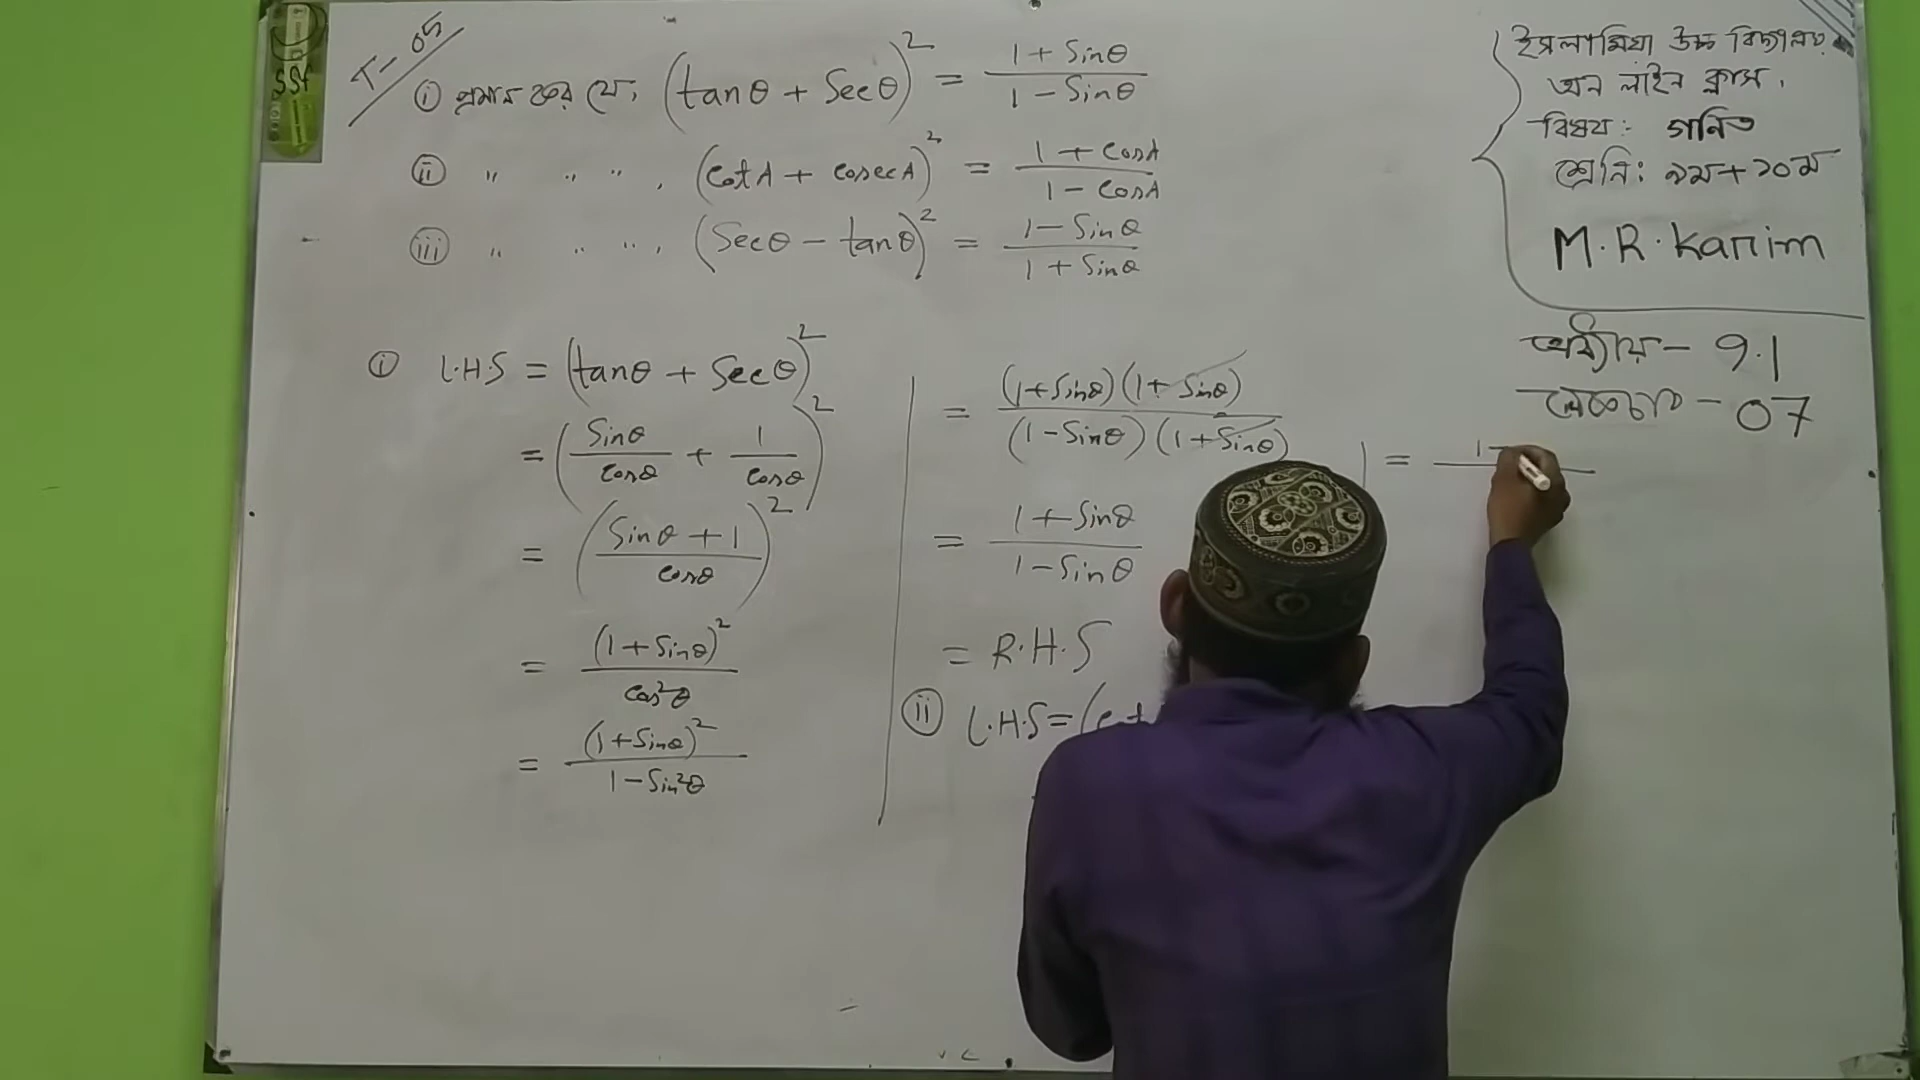 SSF
T-05
(i) প্রমান কর যে, (tanθ + Secθ)² = (1 + Sinθ)/(1 - Sinθ)
(ii) " " ", (CotA + CosecA)² = (1 + CosA)/(1 - CosA)
(iii) " " ", (Secθ - tanθ)² = (1 - Sinθ)/(1 + Sinθ)
ইসলামিয়া উচ্চ বিদ্যালয়
অন লাইন ক্লাস।
বিষয়ঃ গনিত
শ্রেনিঃ ৯ম+১০ম
M.R.Karim
অধ্যায় - 9.1
লেকচার - 07
(i) L.H.S = (tanθ + Secθ)²
= (Sinθ/Cosθ + 1/Cosθ)²
= ((Sinθ + 1)/Cosθ)²
= (1 + Sinθ)²/Cos²θ
= (1 + Sinθ)²/(1 - Sin²θ)
= (1+Sinθ)(1+Sinθ)/(1-Sinθ)(1+Sinθ)
= (1 + Sinθ)/(1 - Sinθ)
= R.H.S
(ii) L.H.S = (Cot
= 1